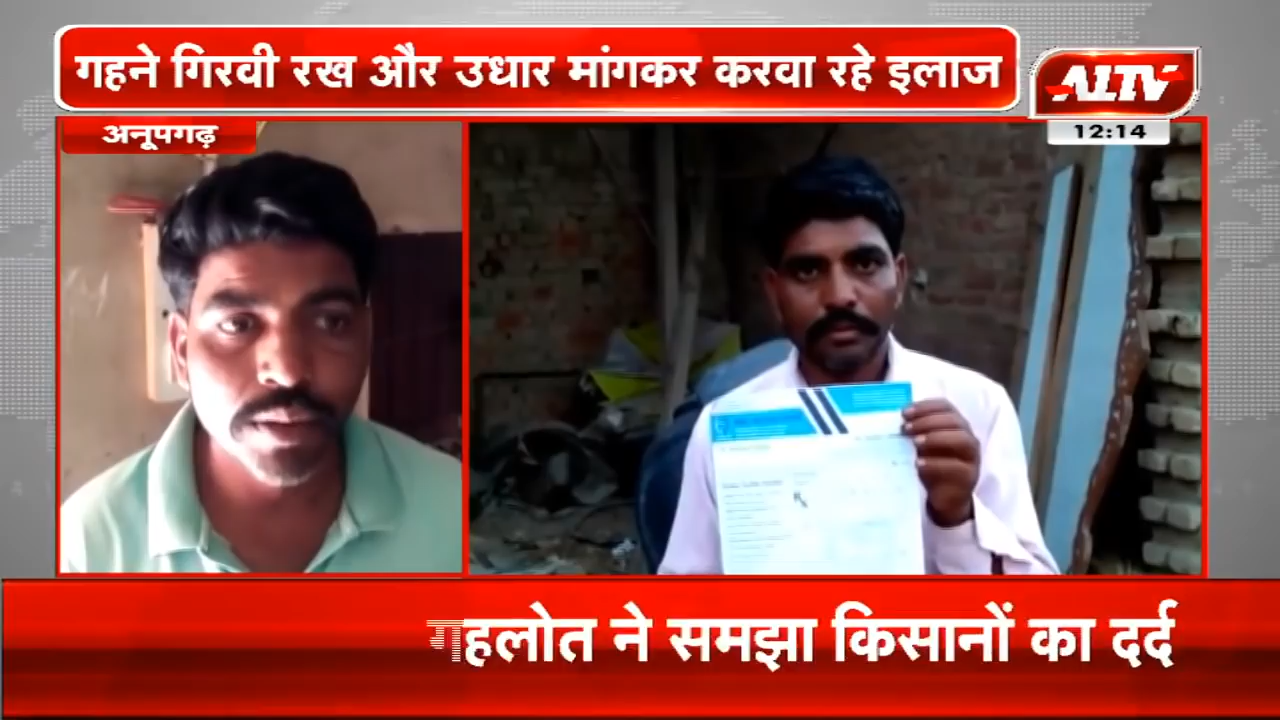 गहने गिरवी रख और उधार मांगकर करवा रहे इलाज
ALTV
12:14
अनूपगढ़
गहलोत ने समझा किसानों का दर्द